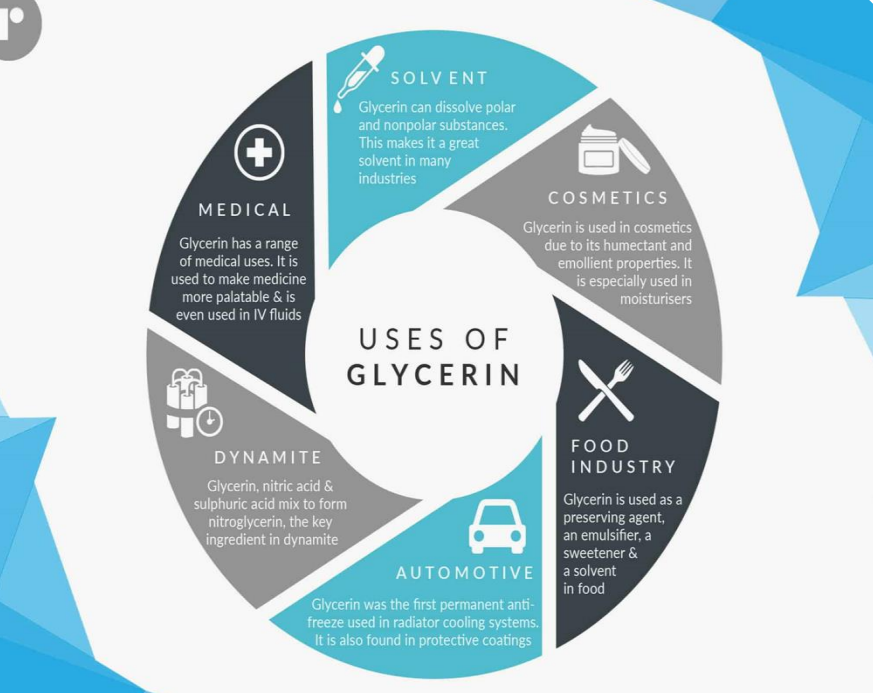 r
SOLVENT
Glycerin can dissolve polar
and nonpolar substances.
This makes it a great
solvent in many
industries
COSMETICS
Glycerin is used in cosmetics
due to its humectant and
emollient properties. It
is especially used in
moisturisers
FOOD
INDUSTRY
Glycerin is used as a
preserving agent,
an emulsifier, a
sweetener &
a solvent
in food
AUTOMOTIVE
Glycerin was the first permanent anti-
freeze used in radiator cooling systems.
It is also found in protective coatings
DYNAMITE
Glycerin, nitric acid &
sulphuric acid mix to form
nitroglycerin, the key
ingredient in dynamite
MEDICAL
Glycerin has a range
of medical uses. It is
used to make medicine
more palatable & is
even used in IV fluids
USES OF
GLYCERIN